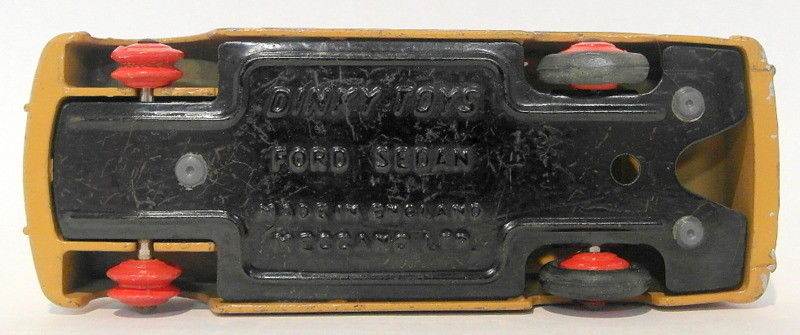 DINKY TOYS
FORD SEDAN
MADE IN ENGLAND
MECCANO LTD.